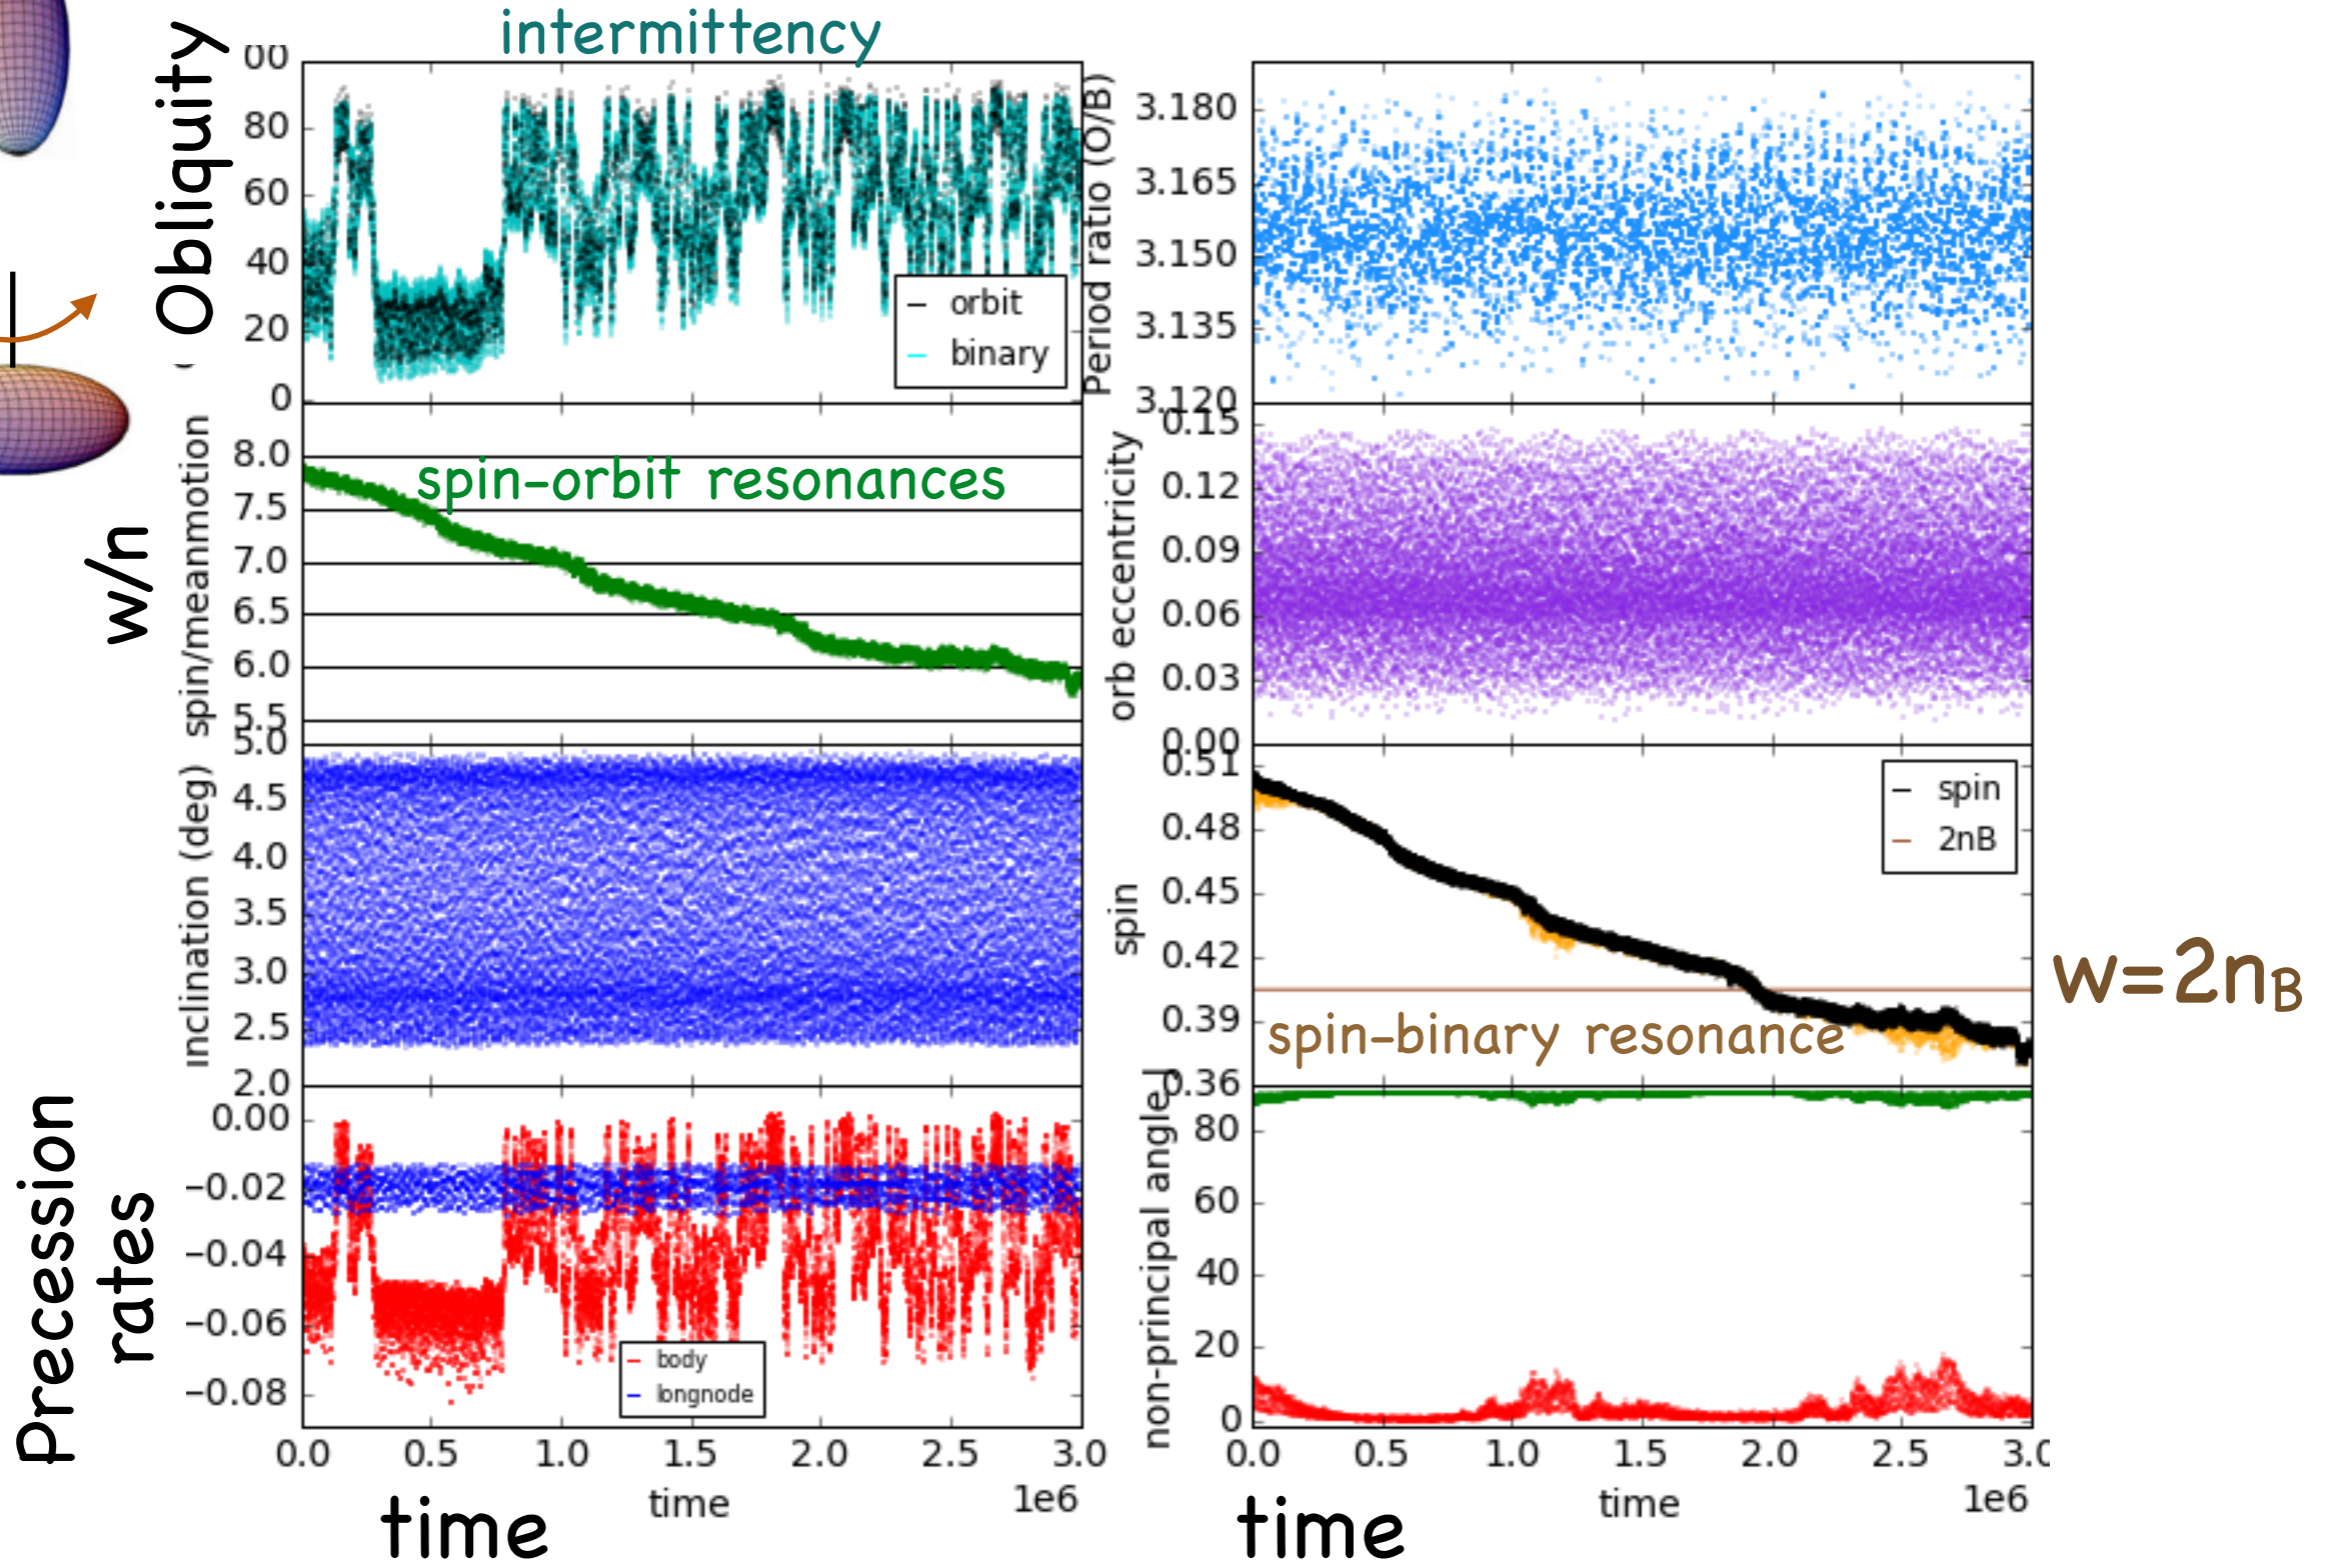 intermittency
Obliquity
00
80
60
40
20
0
orbit
binary
Period ratio (O/B)
3.180
3.165
3.150
3.135
3.120
w/n
spin/meanmotion
8.0
7.5
7.0
6.5
6.0
5.5
spin-orbit resonances
orb eccentricity
0.15
0.12
0.09
0.06
0.03
0.00
inclination (deg)
5.0
4.5
4.0
3.5
3.0
2.5
2.0
spin
0.51
0.48
0.45
0.42
0.39
0.36
spin
2nB
spin-binary resonance
w=2nB
Precession
rates
0.00
−0.02
−0.04
−0.06
−0.08
body
longnode
0.0 0.5 1.0 1.5 2.0 2.5 3.0
time
1e6
time
non-principal angle J
80
60
40
20
0
0.0 0.5 1.0 1.5 2.0 2.5 3.0
time
1e6
time